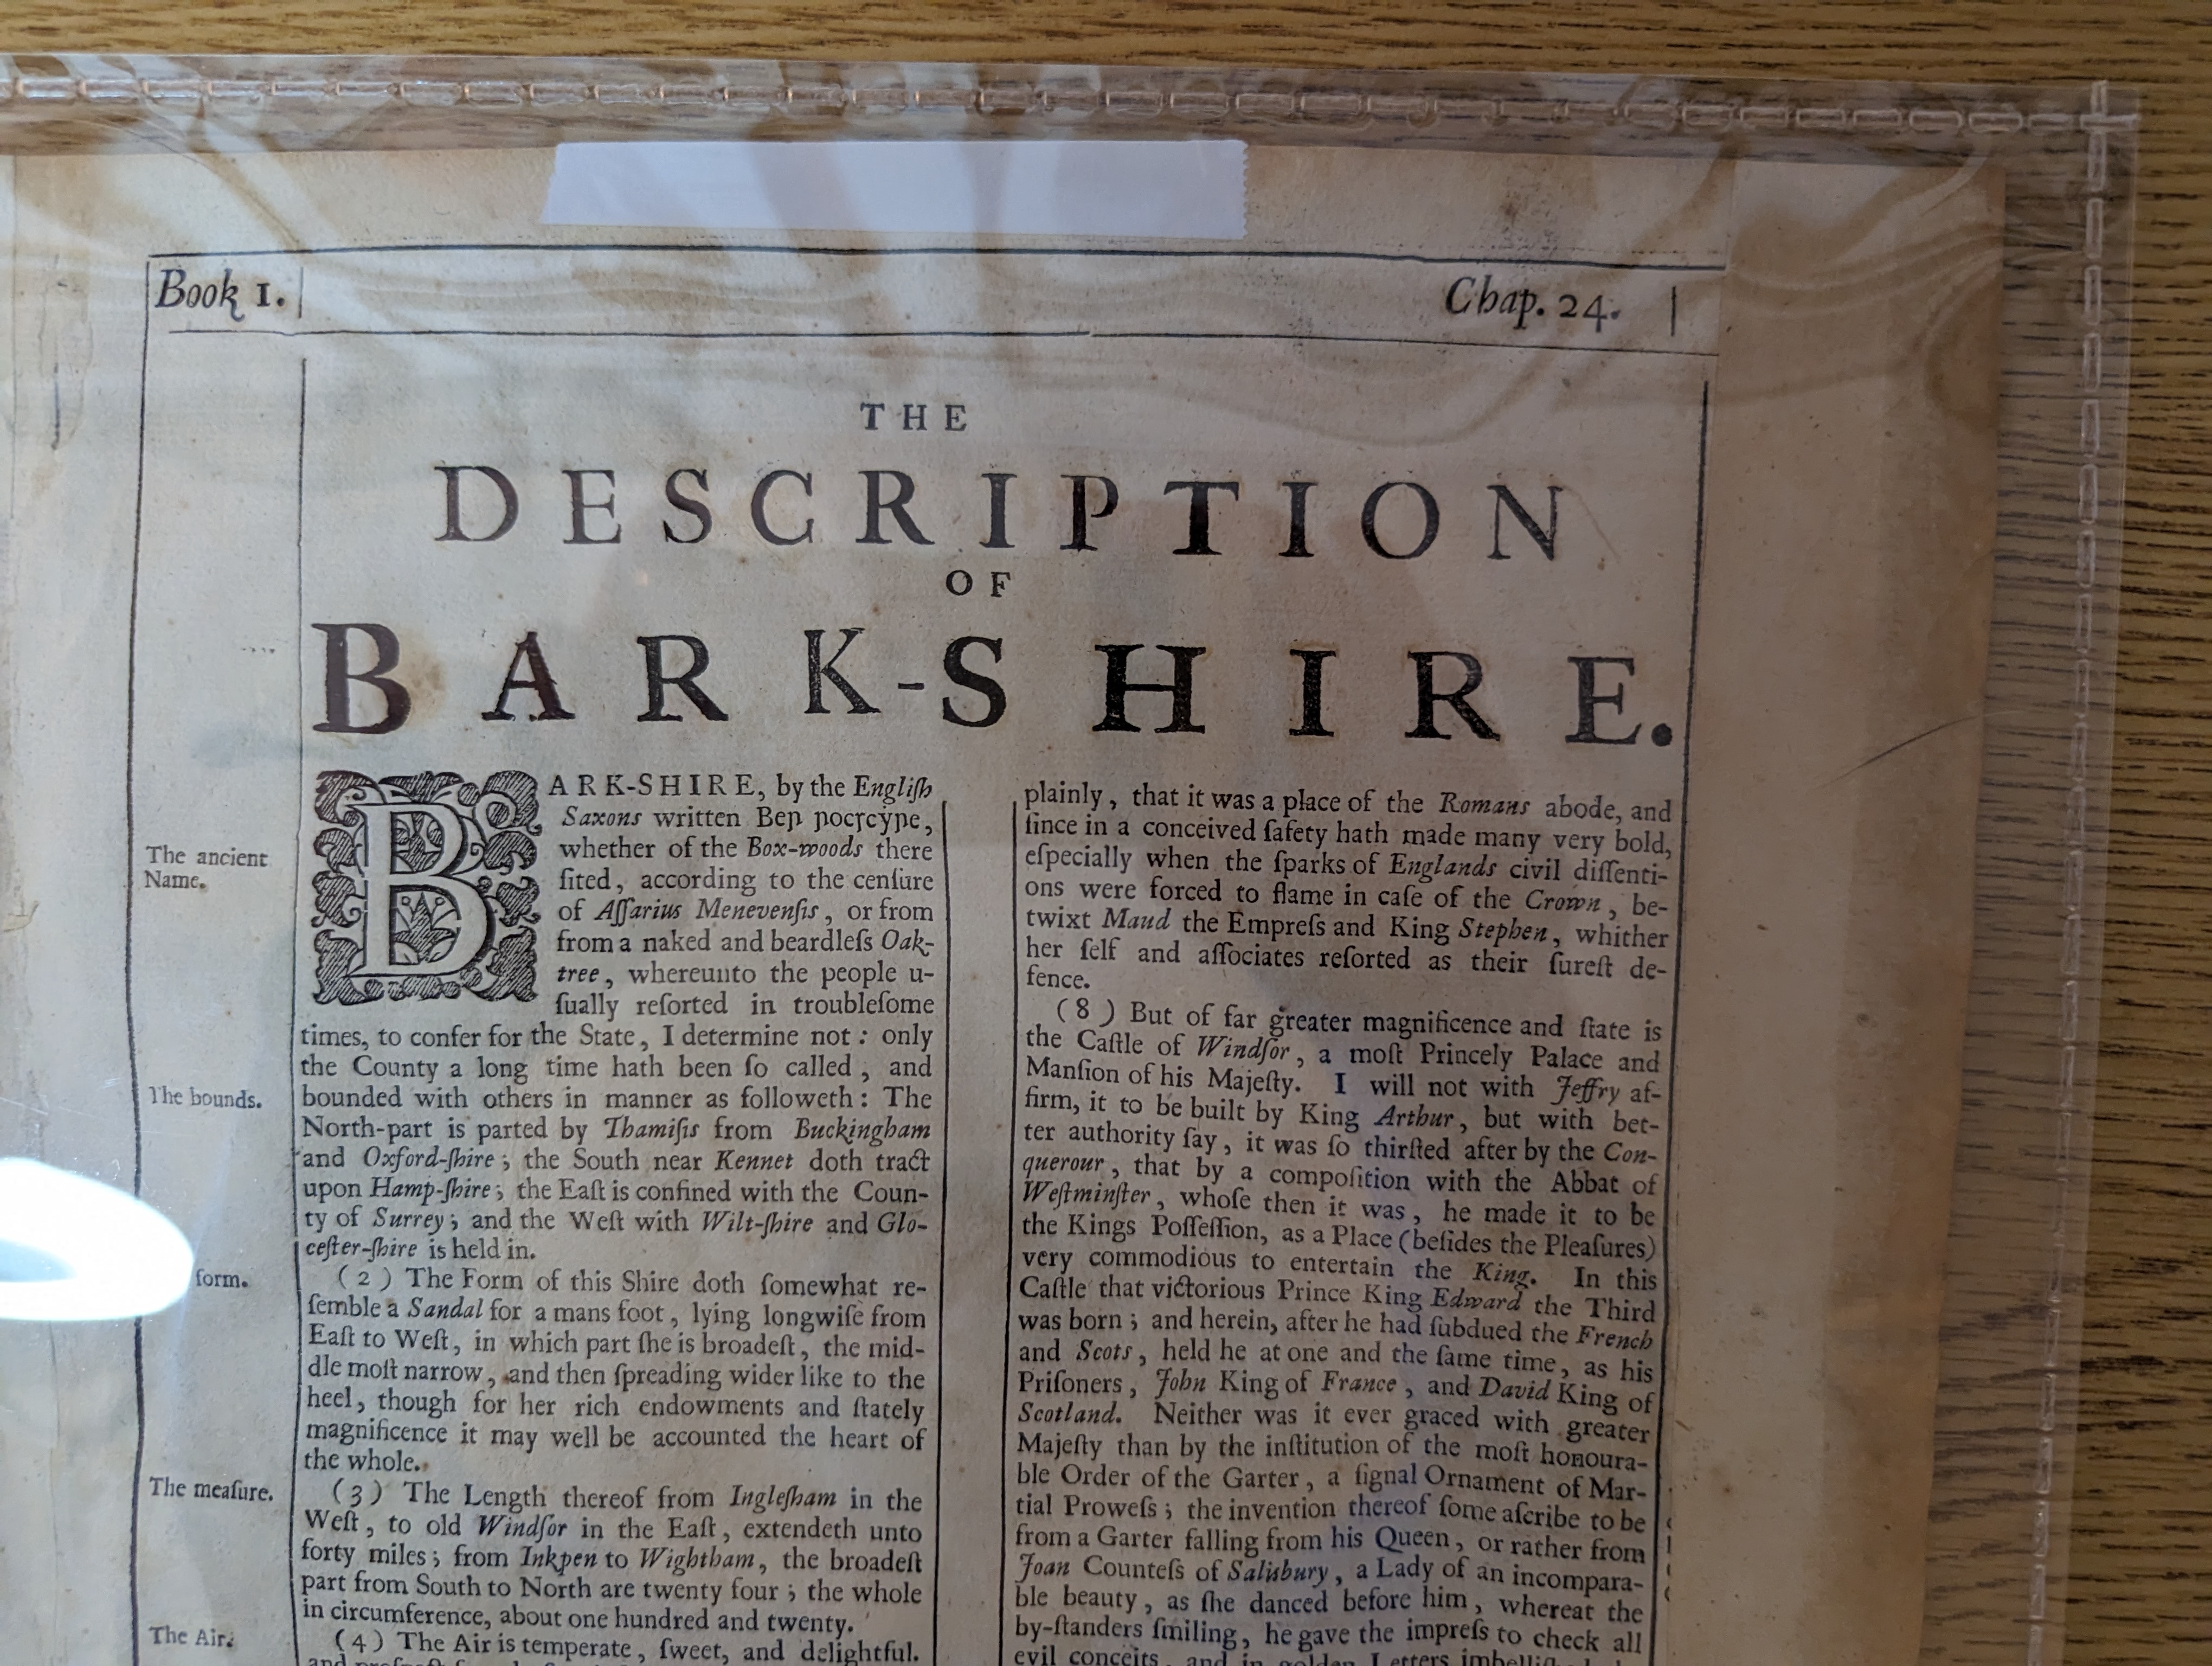 Book 1.
Chap. 24.
THE
DESCRIPTION
OF
BARK-SHIRE.
The ancient
Name.
The bounds.
form.
The meaſure.
The Air.
BARK-SHIRE, by the Engliſh
Saxons written Beꞃ ꞃocꞅcẏꞃe,
whether of the Box-woods there
ſited, according to the cenſure
of Aſſarius Menevenſis, or from
from a naked and beardleſs Oak-
tree, whereunto the people u-
ſually reſorted in troubleſome
times, to confer for the State, I determine not: only
the County a long time hath been ſo called, and
bounded with others in manner as followeth: The
North-part is parted by Thamiſis from Buckingham
and Oxford-ſhire; the South near Kennet doth tract
upon Hamp-ſhire; the Eaſt is confined with the Coun-
ty of Surrey; and the Weſt with Wilt-ſhire and Glo-
ceſter-ſhire is held in.
(2) The Form of this Shire doth ſomewhat re-
ſemble a Sandal for a mans foot, lying longwiſe from
Eaſt to Weſt, in which part ſhe is broadeſt, the mid-
dle moſt narrow, and then ſpreading wider like to the
heel, though for her rich endowments and ſtately
magnificence it may well be accounted the heart of
the whole.
(3) The Length thereof from Ingleſham in the
Weſt, to old Windſor in the Eaſt, extendeth unto
forty miles; from Inkpen to Wightham, the broadeſt
part from South to North are twenty four; the whole
in circumference, about one hundred and twenty.
(4) The Air is temperate, ſweet, and delightful.
plainly, that it was a place of the Romans abode, and
ſince in a conceived ſafety hath made many very bold,
eſpecially when the ſparks of Englands civil diſſenti-
ons were forced to flame in caſe of the Crown, be-
twixt Maud the Empreſs and King Stephen, whither
her ſelf and aſſociates reſorted as their ſureſt de-
fence.
(8) But of far greater magnificence and ſtate is
the Caſtle of Windſor, a moſt Princely Palace and
Manſion of his Majeſty. I will not with Jeffry af-
firm, it to be built by King Arthur, but with bet-
ter authority ſay, it was ſo thirſted after by the Con-
querour, that by a compoſition with the Abbat of
Weſtminſter, whoſe then it was, he made it to be
the Kings Poſſeſſion, as a Place (beſides the Pleaſures)
very commodious to entertain the King. In this
Caſtle that victorious Prince King Edward the Third
was born; and herein, after he had ſubdued the French
and Scots, held he at one and the ſame time, as his
Priſoners, John King of France, and David King of
Scotland. Neither was it ever graced with greater
Majeſty than by the inſtitution of the moſt honoura-
ble Order of the Garter, a ſignal Ornament of Mar-
tial Proweſs; the invention thereof ſome aſcribe to be
from a Garter falling from his Queen, or rather from
Joan Counteſs of Saliſbury, a Lady of an incompara-
ble beauty, as ſhe danced before him, whereat the
by-ſtanders ſmiling, he gave the impreſs to check all
evil conceits, and in golden Letters